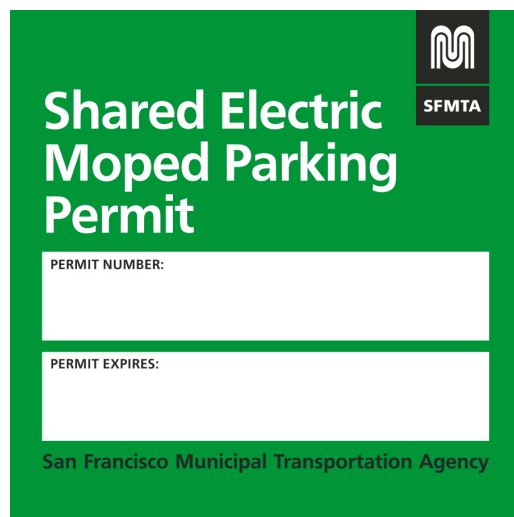 SFMTA
Shared Electric
Moped Parking
Permit
PERMIT NUMBER:
PERMIT EXPIRES:
San Francisco Municipal Transportation Agency